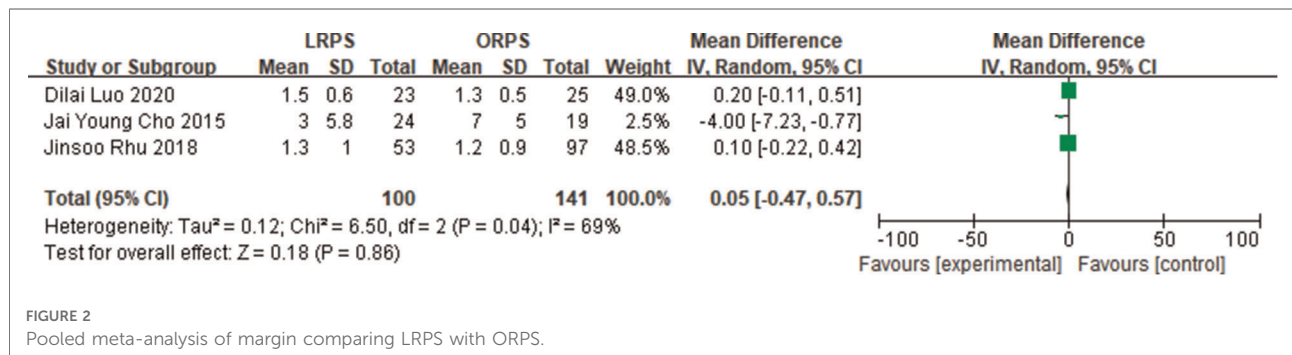 LRPS ORPS Mean Difference Mean Difference
Study or Subgroup Mean SD Total Mean SD Total Weight IV, Random, 95% CI IV, Random, 95% CI
Dilai Luo 2020 1.5 0.6 23 1.3 0.5 25 49.0% 0.20 [-0.11, 0.51]
Jai Young Cho 2015 3 5.8 24 7 5 19 2.5% -4.00 [-7.23, -0.77]
Jinsoo Rhu 2018 1.3 1 53 1.2 0.9 97 48.5% 0.10 [-0.22, 0.42]
Total (95% CI) 100 141 100.0% 0.05 [-0.47, 0.57]
Heterogeneity: Tau² = 0.12; Chi² = 6.50, df = 2 (P = 0.04); I² = 69%
Test for overall effect: Z = 0.18 (P = 0.86)
-100 -50 0 50 100
Favours [experimental] Favours [control]
FIGURE 2
Pooled meta-analysis of margin comparing LRPS with ORPS.